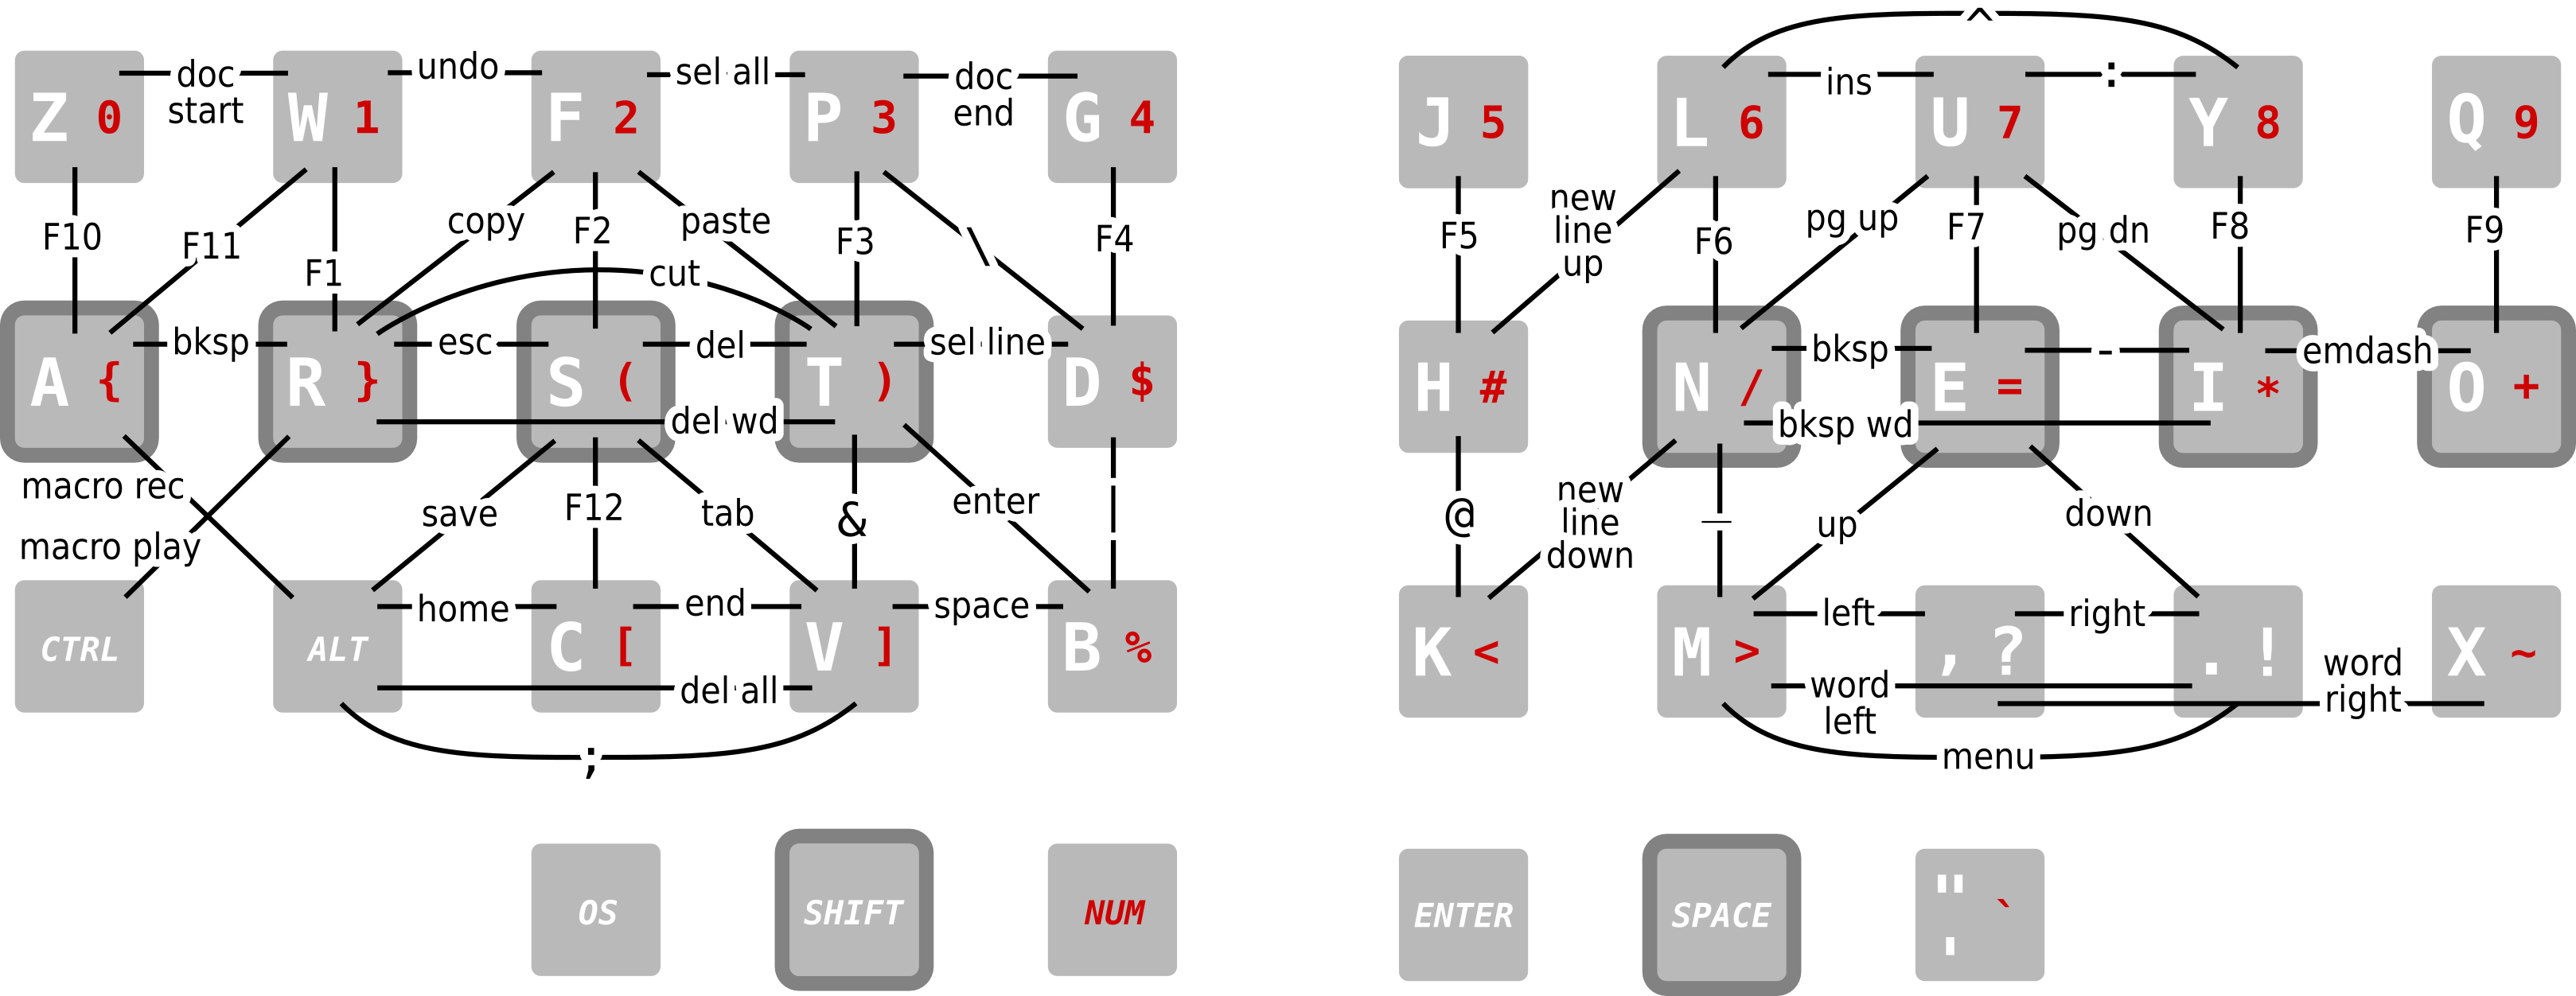 ^
Z 0
doc
start
W 1
undo
F 2
sel all
P 3
doc
end
G 4
J 5
L 6
ins
U 7
:
Y 8
Q 9
F10
F11
F1
copy
F2
paste
cut
F3
\
F4
F5
new
line
up
F6
pg up
F7
pg dn
F8
F9
A {
bksp
R }
esc
S (
del
T )
sel line
D $
del wd
H #
N /
bksp
E =
-
I *
emdash
O +
bksp wd
macro rec
macro play
save
F12
tab
&
enter
|
@
new
line
down
_
up
down
CTRL
ALT
home
C [
end
V ]
space
B %
del all
;
K <
M >
left
, ?
right
. !
word
right
X ~
word
left
menu
OS
SHIFT
NUM
ENTER
SPACE
"
' `